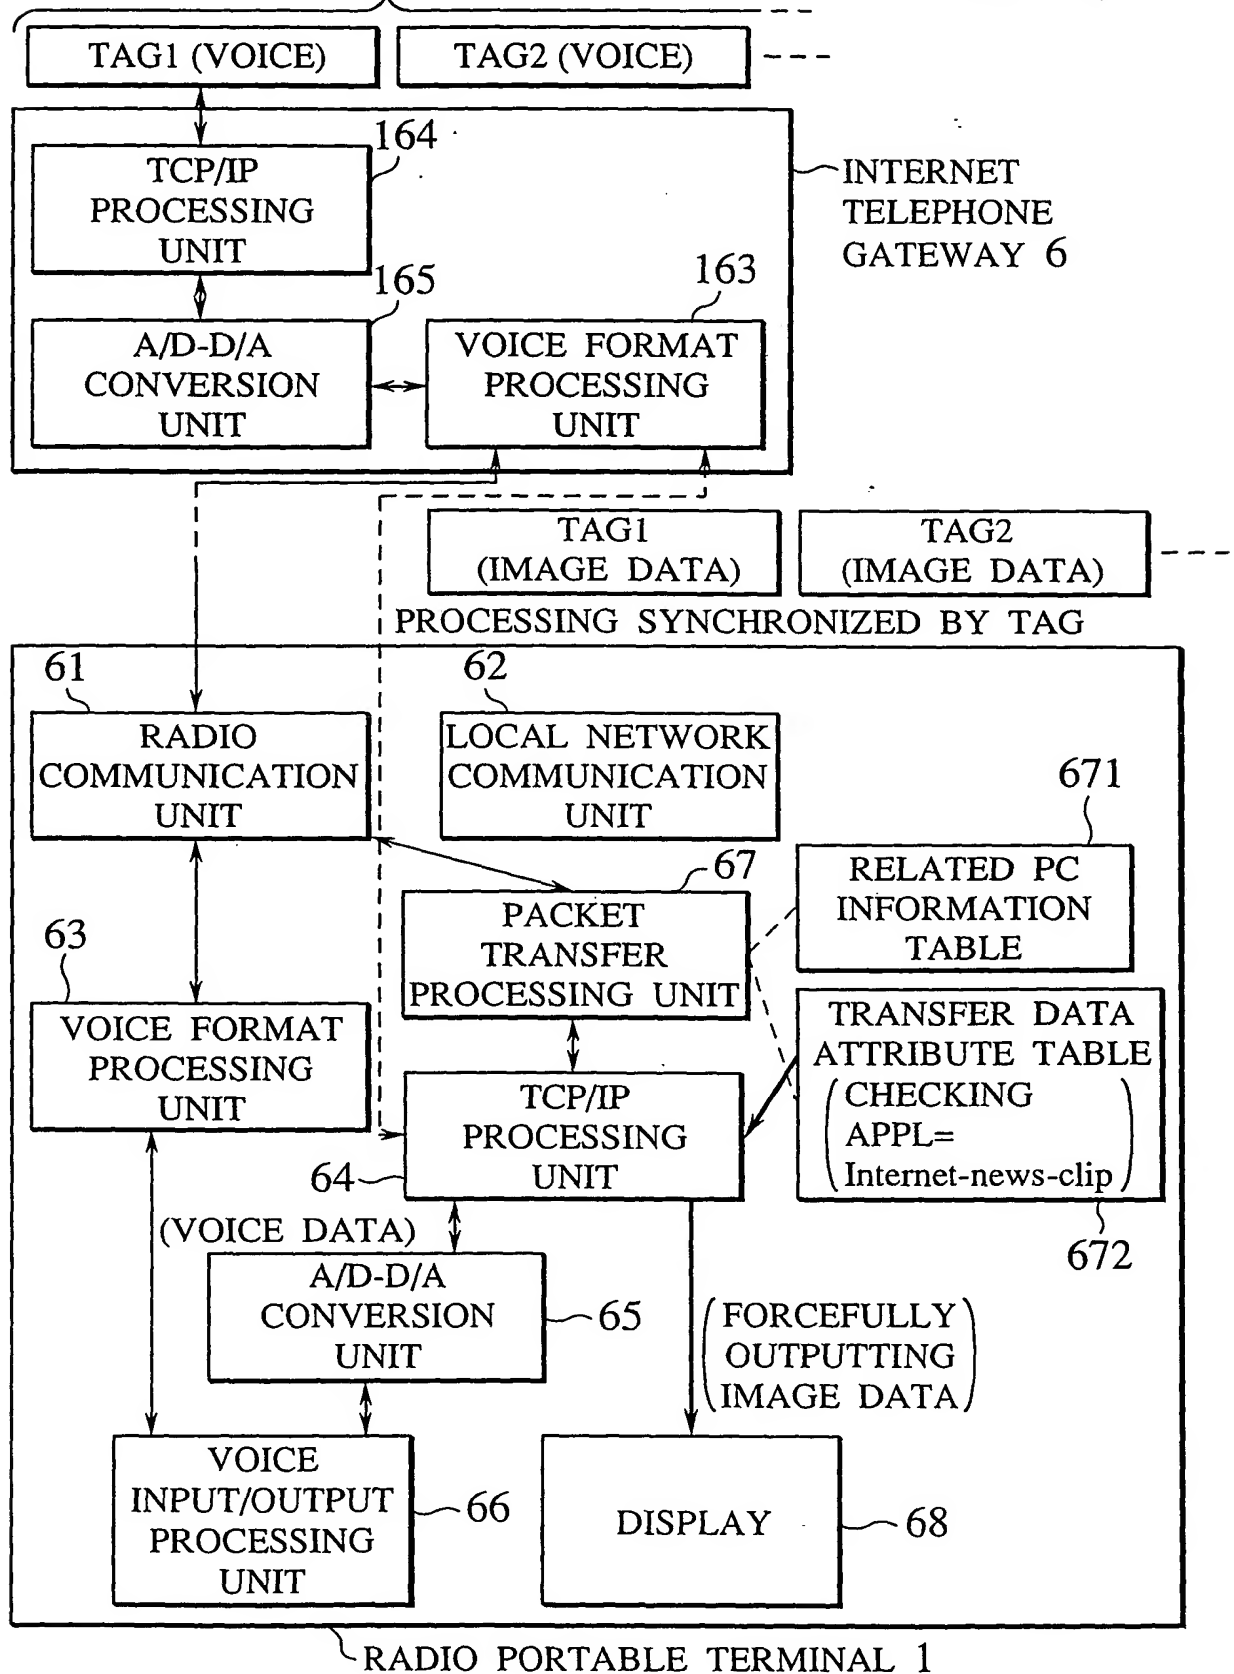 TAG1 (VOICE)
TAG2 (VOICE)
164
TCP/IP
PROCESSING
UNIT
INTERNET
TELEPHONE
GATEWAY 6
165
163
A/D-D/A
CONVERSION
UNIT
VOICE FORMAT
PROCESSING
UNIT
TAG1
(IMAGE DATA)
TAG2
(IMAGE DATA)
PROCESSING SYNCHRONIZED BY TAG
61
62
RADIO
COMMUNICATION
UNIT
LOCAL NETWORK
COMMUNICATION
UNIT
671
67
RELATED PC
INFORMATION
TABLE
PACKET
TRANSFER
PROCESSING UNIT
63
VOICE FORMAT
PROCESSING
UNIT
TRANSFER DATA
ATTRIBUTE TABLE
(CHECKING
APPL=
Internet-news-clip)
672
TCP/IP
PROCESSING
UNIT
64
(VOICE DATA)
A/D-D/A
CONVERSION
UNIT
65
(FORCEFULLY
OUTPUTTING
IMAGE DATA)
VOICE
INPUT/OUTPUT
PROCESSING
UNIT
66
DISPLAY
68
RADIO PORTABLE TERMINAL 1